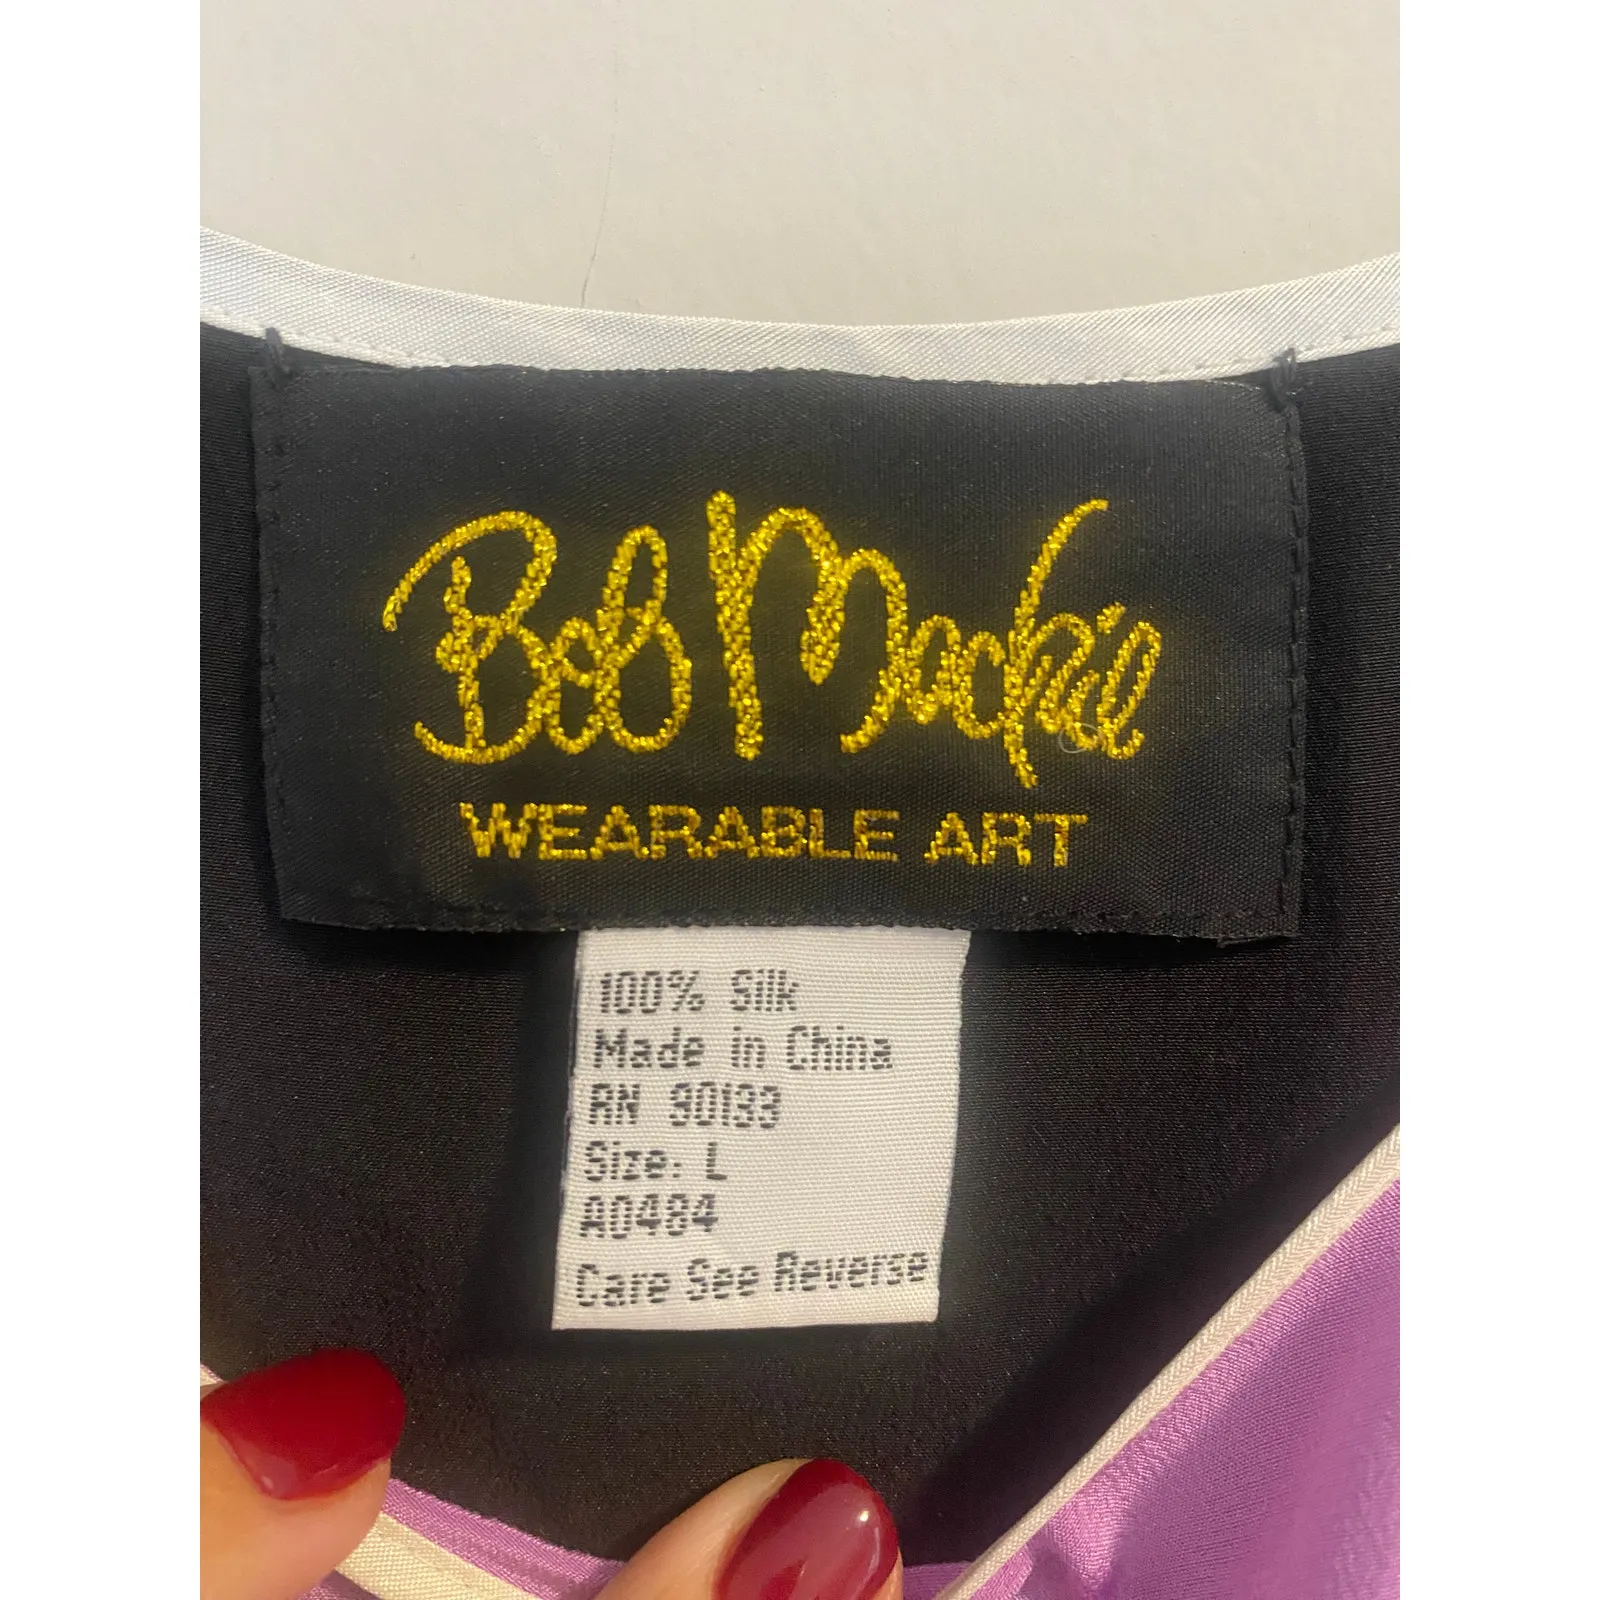 Bob Mackie
WEARABLE ART
100% Silk
Made in China
RN 90133
Size: L
A0484
Care See Reverse